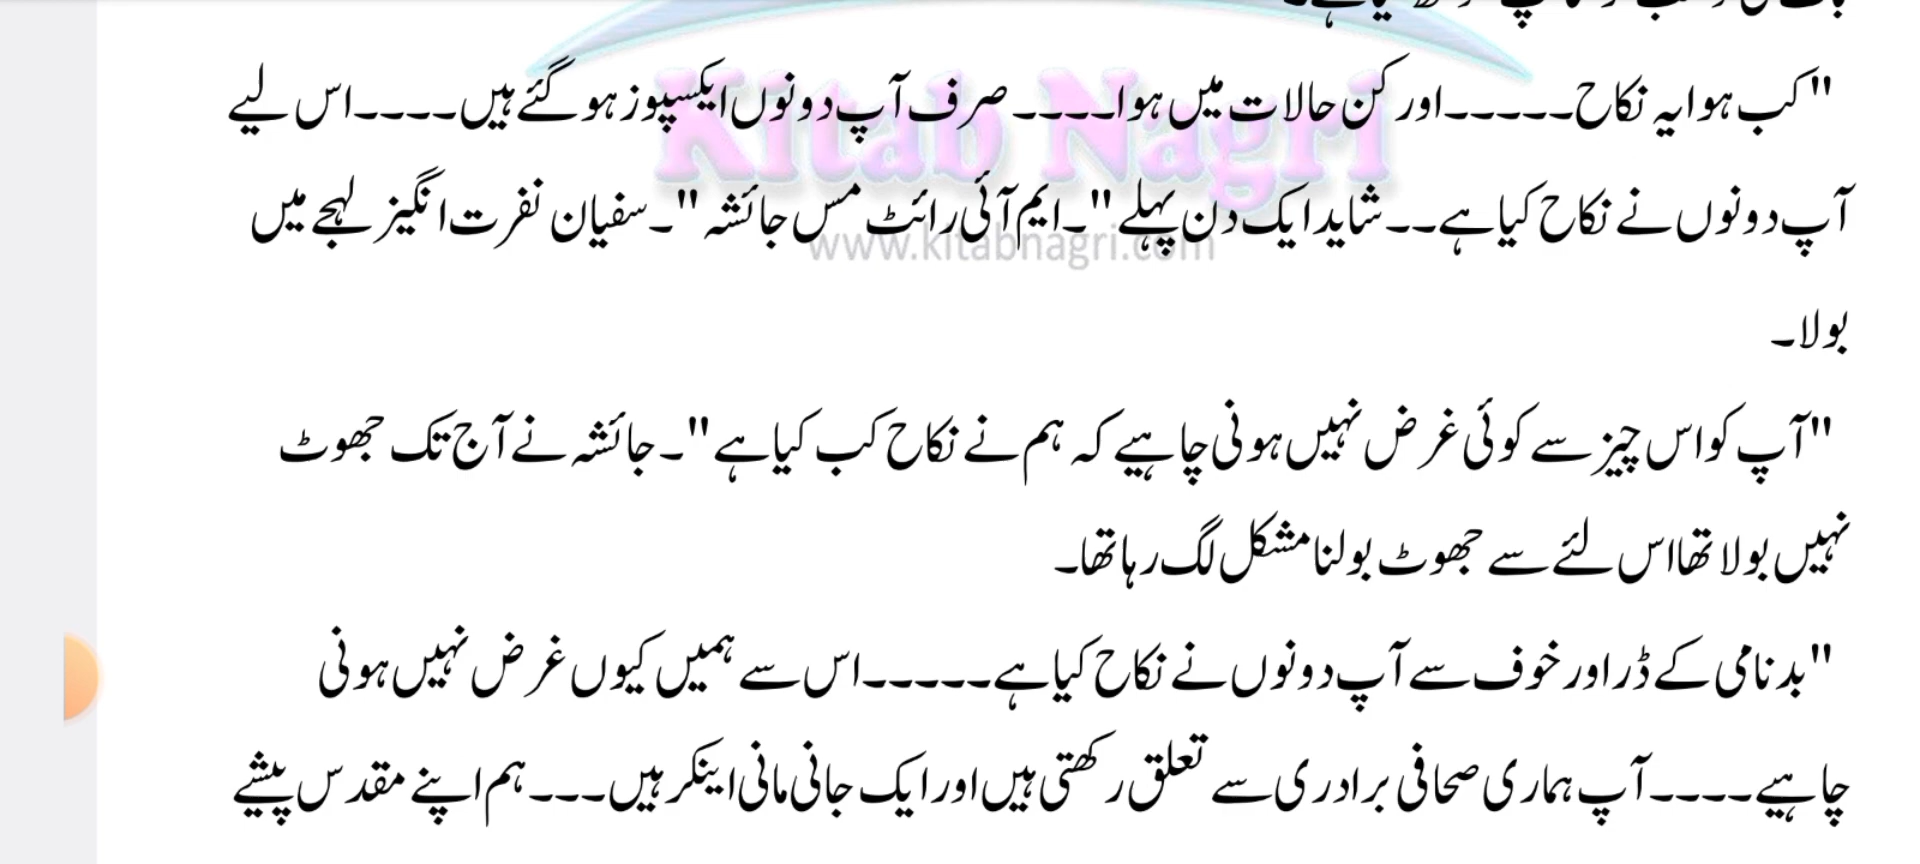 Kitab Nagri
www.kitabnagri.com
"کب ہوا یہ نکاح۔۔۔۔۔۔اور کن حالات میں ہوا۔۔۔۔ صرف آپ دونوں ایکسپوز ہو گئے ہیں۔۔۔۔۔اس لیے
آپ دونوں نے نکاح کیا ہے۔۔۔شاید ایک دن پہلے"۔ایم آئی رائٹ مس جائشہ"۔سفیان نفرت انگیز لہجے میں
بولا۔
"آپ کو اس چیز سے کوئی غرض نہیں ہونی چاہیے کہ ہم نے نکاح کب کیا ہے"۔جائشہ نے آج تک جھوٹ
نہیں بولا تھا اس لئے سے جھوٹ بولنا مشکل لگ رہا تھا۔
"بدنامی کے ڈر اور خوف سے آپ دونوں نے نکاح کیا ہے۔۔۔۔۔۔اس سے ہمیں کیوں غرض نہیں ہونی
چاہیے۔۔۔۔۔آپ ہماری صحافی برادری سے تعلق رکھتی ہیں اور ایک جانی مانی اینکر ہیں۔۔۔۔ہم اپنے مقدس پیشے